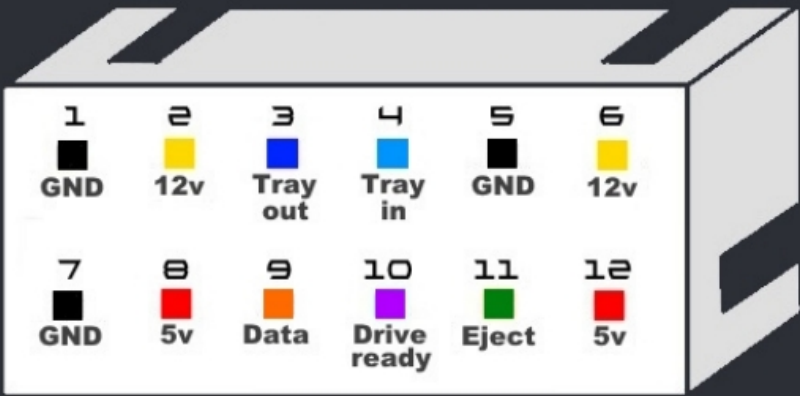 1 2 3 4 5 6
GND 12v Tray Tray GND 12v
out in
7 8 9 10 11 12
GND 5v Data Drive Eject 5v
ready